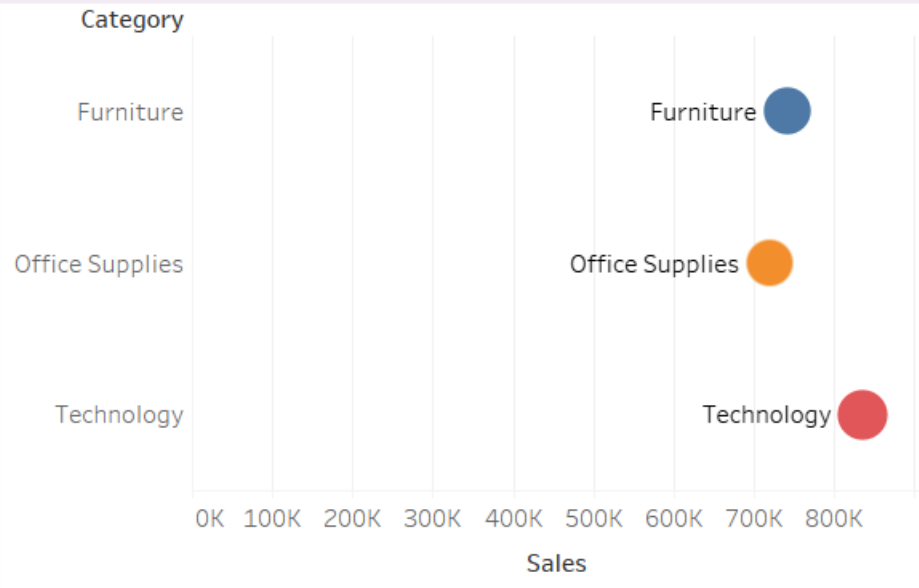 Category
Furniture Furniture
Office Supplies Office Supplies
Technology Technology
0K 100K 200K 300K 400K 500K 600K 700K 800K
Sales